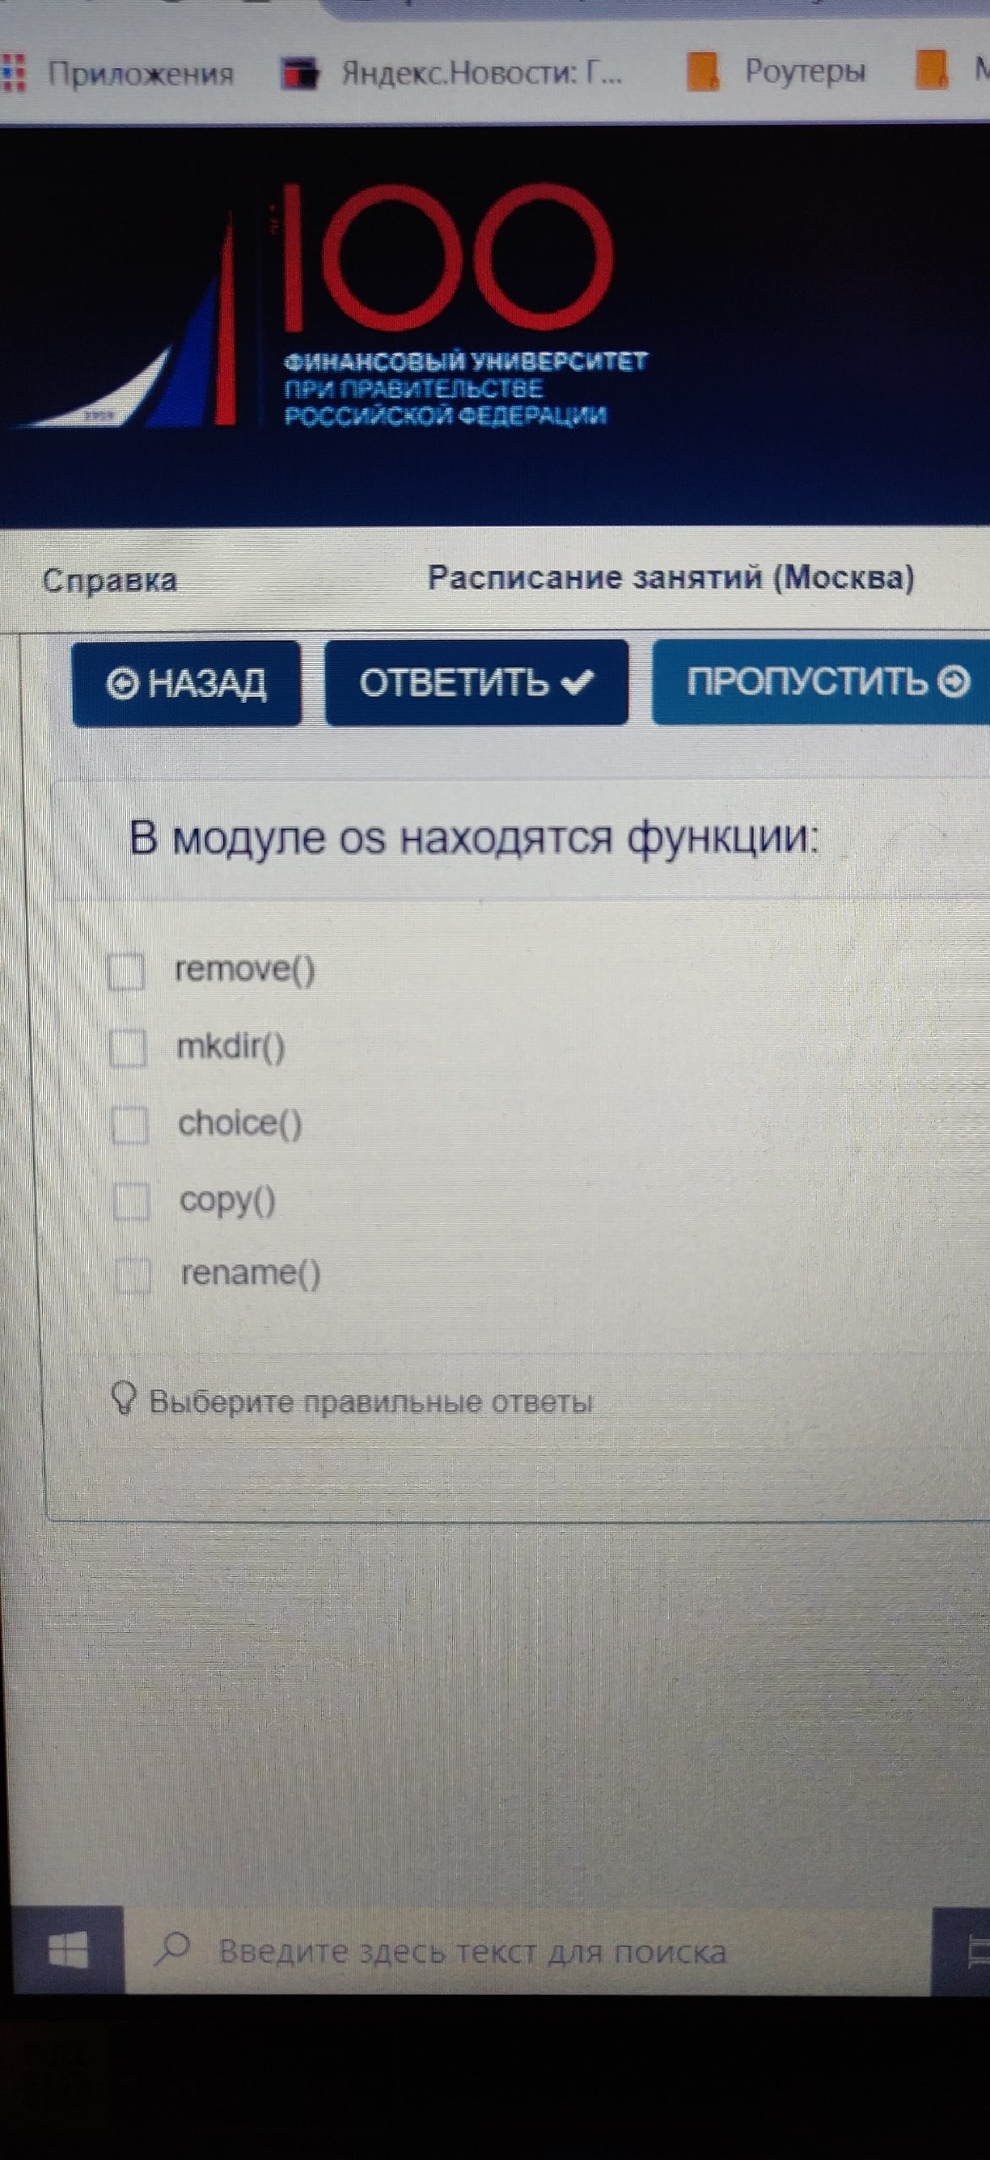 Приложения
Яндекс.Новости: Г...
Роутеры
100
ФИНАНСОВЫЙ УНИВЕРСИТЕТ
ПРИ ПРАВИТЕЛЬСТВЕ
РОССИЙСКОЙ ФЕДЕРАЦИИ
Справка
Расписание занятий (Москва)
НАЗАД
ОТВЕТИТЬ
ПРОПУСТИТЬ
В модуле os находятся функции:
remove()
mkdir()
choice()
copy()
rename()
Выберите правильные ответы
Введите здесь текст для поиска